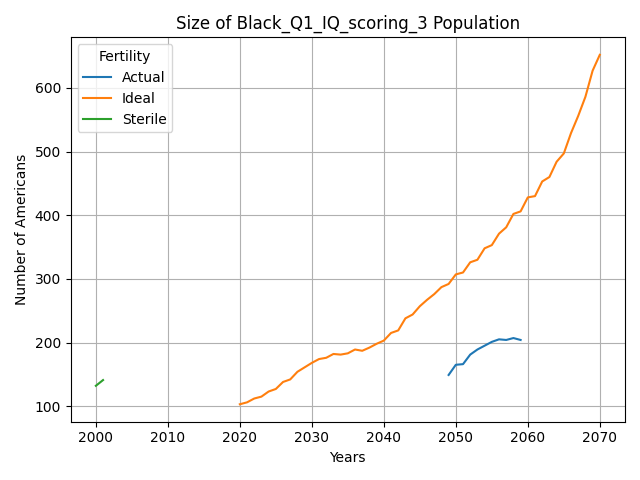 Size of Black_Q1_IQ_scoring_3 Population
Fertility
Actual
Ideal
Sterile
Number of Americans
600
500
400
300
200
100
2000 2010 2020 2030 2040 2050 2060 2070
Years